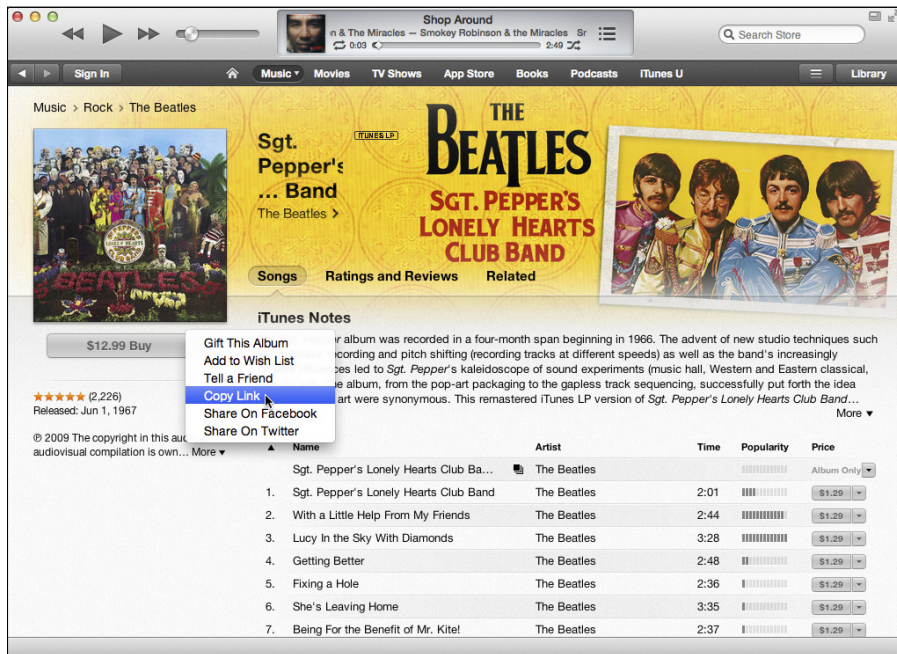 Shop Around
n & The Miracles — Smokey Robinson & the Miracles Sr
0:03
2:49
Search Store
Sign In
Music
Movies
TV Shows
App Store
Books
Podcasts
iTunes U
Library
Music > Rock > The Beatles
LONELY HEARTS
BEATLES
Sgt.
Pepper's
... Band
iTUNES LP
The Beatles >
THE
BEATLES
SGT. PEPPER'S
LONELY HEARTS
CLUB BAND
Songs
Ratings and Reviews
Related
$12.99 Buy
(2,226)
Released: Jun 1, 1967
℗ 2009 The copyright in this au
audiovisual compilation is own... More
Gift This Album
Add to Wish List
Tell a Friend
Copy Link
Share On Facebook
Share On Twitter
iTunes Notes
album was recorded in a four-month span beginning in 1966. The advent of new studio techniques such
cording and pitch shifting (recording tracks at different speeds) as well as the band's increasingly
ces led to Sgt. Pepper's kaleidoscope of sound experiments (music hall, Western and Eastern classical,
e album, from the pop-art packaging to the gapless track sequencing, successfully put forth the idea
art were synonymous. This remastered iTunes LP version of Sgt. Pepper's Lonely Hearts Club Band...
More
Name Artist Time Popularity Price
Sgt. Pepper's Lonely Hearts Club Ba... The Beatles Album Only
1. Sgt. Pepper's Lonely Hearts Club Band The Beatles 2:01 $1.29
2. With a Little Help From My Friends The Beatles 2:44 $1.29
3. Lucy In the Sky With Diamonds The Beatles 3:28 $1.29
4. Getting Better The Beatles 2:48 $1.29
5. Fixing a Hole The Beatles 2:36 $1.29
6. She's Leaving Home The Beatles 3:35 $1.29
7. Being For the Benefit of Mr. Kite! The Beatles 2:37 $1.29